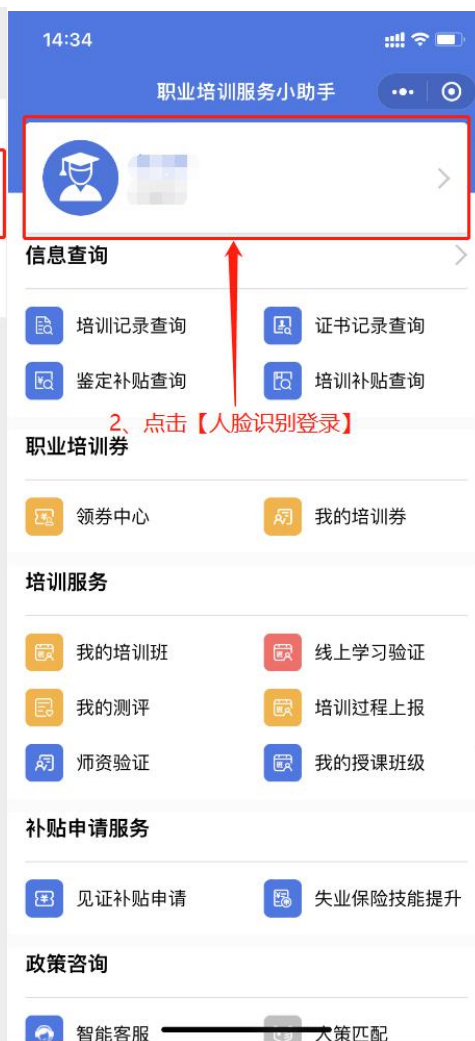 14:34
职业培训服务小助手
信息查询
培训记录查询 证书记录查询
鉴定补贴查询 培训补贴查询
2、点击【人脸识别登录】
职业培训券
领券中心 我的培训券
培训服务
我的培训班 线上学习验证
我的测评 培训过程上报
师资验证 我的授课班级
补贴申请服务
见证补贴申请 失业保险技能提升
政策咨询
智能客服 策匹配